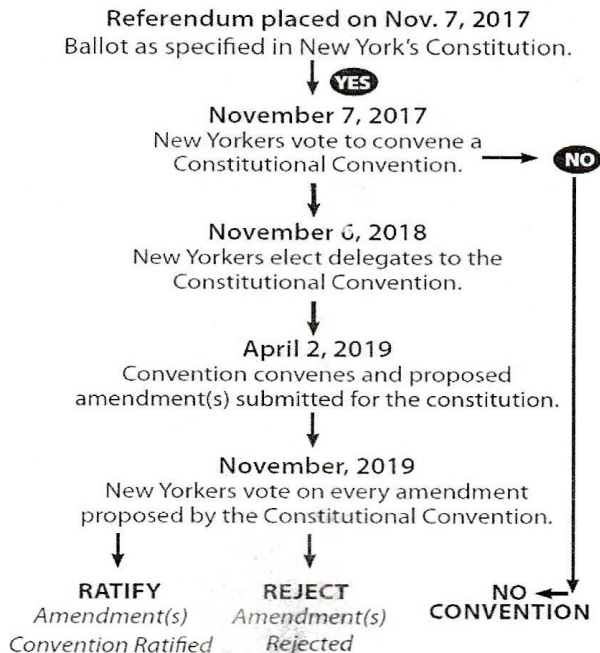 Referendum placed on Nov. 7, 2017
Ballot as specified in New York's Constitution.
YES
November 7, 2017
New Yorkers vote to convene a
Constitutional Convention.
NO
November 6, 2018
New Yorkers elect delegates to the
Constitutional Convention.
April 2, 2019
Convention convenes and proposed
amendment(s) submitted for the constitution.
November, 2019
New Yorkers vote on every amendment
proposed by the Constitutional Convention.
RATIFY
Amendment(s)
Convention Ratified
REJECT
Amendment(s)
Rejected
NO
CONVENTION